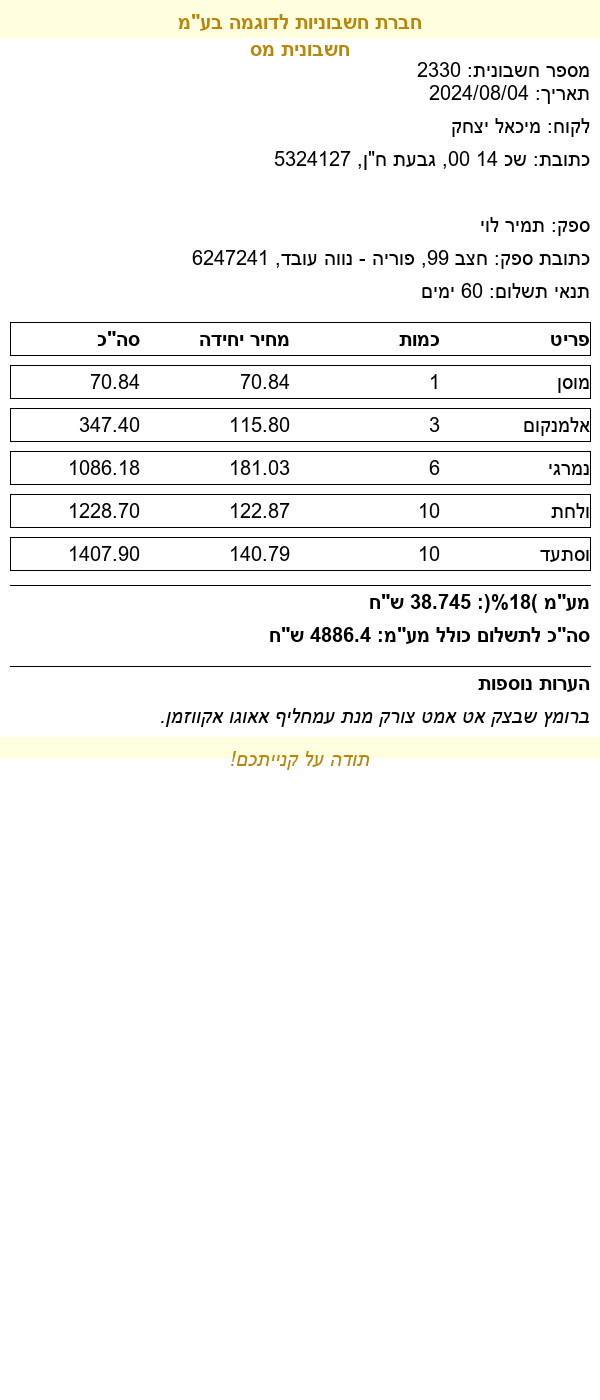 חברת חשבוניות לדוגמה בע"מ
חשבונית מס
מספר חשבונית: 2330
תאריך: 2024/08/04
לקוח: מיכאל יצחק
כתובת: שכ 14 00, גבעת ח"ן, 5324127
ספק: תמיר לוי
כתובת ספק: חצב 99, פוריה - נווה עובד, 6247241
תנאי תשלום: 60 ימים
פריט כמות מחיר יחידה סה"כ
מוסן 1 70.84 70.84
אלמנקום 3 115.80 347.40
נמרגי 6 181.03 1086.18
ולחת 10 122.87 1228.70
וסתעד 10 140.79 1407.90
מע"מ )18%(: 38.745 ש"ח
סה"כ לתשלום כולל מע"מ: 4886.4 ש"ח
הערות נוספות
ברומץ שבצק אט אמט צורק מנת עמחליף אאוגו אקווזמן.
תודה על קנייתכם!